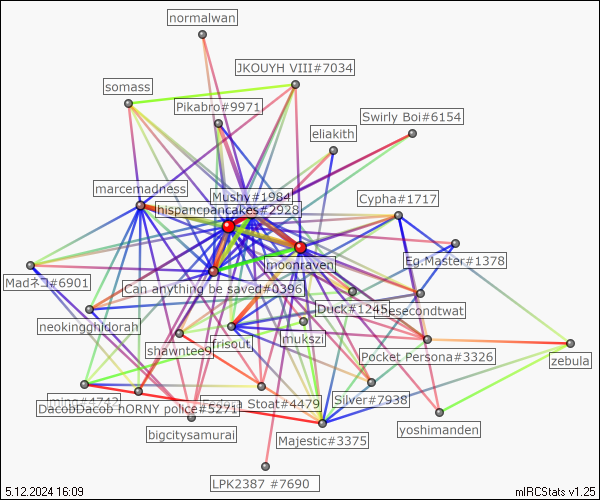 normalwan
JKOUYH VIII#7034
somass
Pikabro#9971
Swirly Boi#6154
eliakith
marcemadness
Mushy#1984
Cypha#1717
hispancpancakes#2928
Eg.Master#1378
moonraven
Madネコ#6901
Can anything be saved#0396
Duck#1245
esecondtwat
neokingghidorah
frisout
mukszi
shawntee9
Pocket Persona#3326
zebula
Stoat#4479
Silver#7938
DacobDacob hORNY police#5271
yoshimanden
bigcitysamurai
Majestic#3375
LPK2387 #7690
5.12.2024 16:09
mIRCStats v1.25